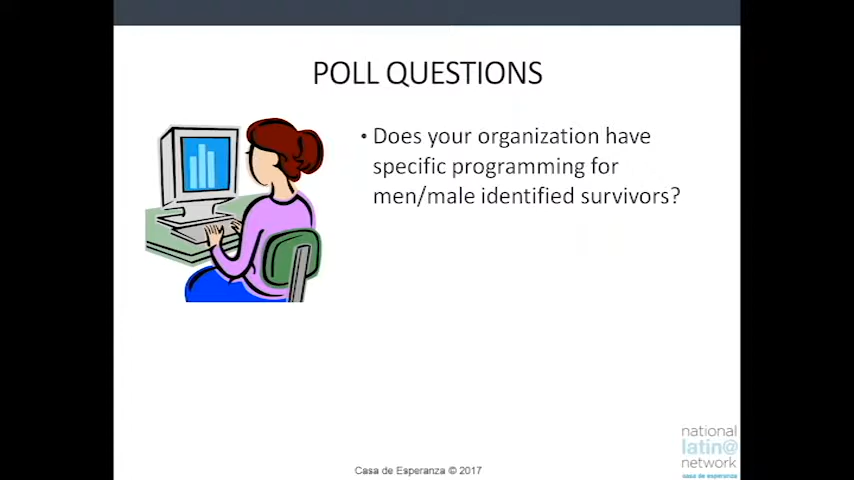 POLL QUESTIONS
• Does your organization have
specific programming for
men/male identified survivors?
Casa de Esperanza © 2017
national
latin@
network
casa de esperanza